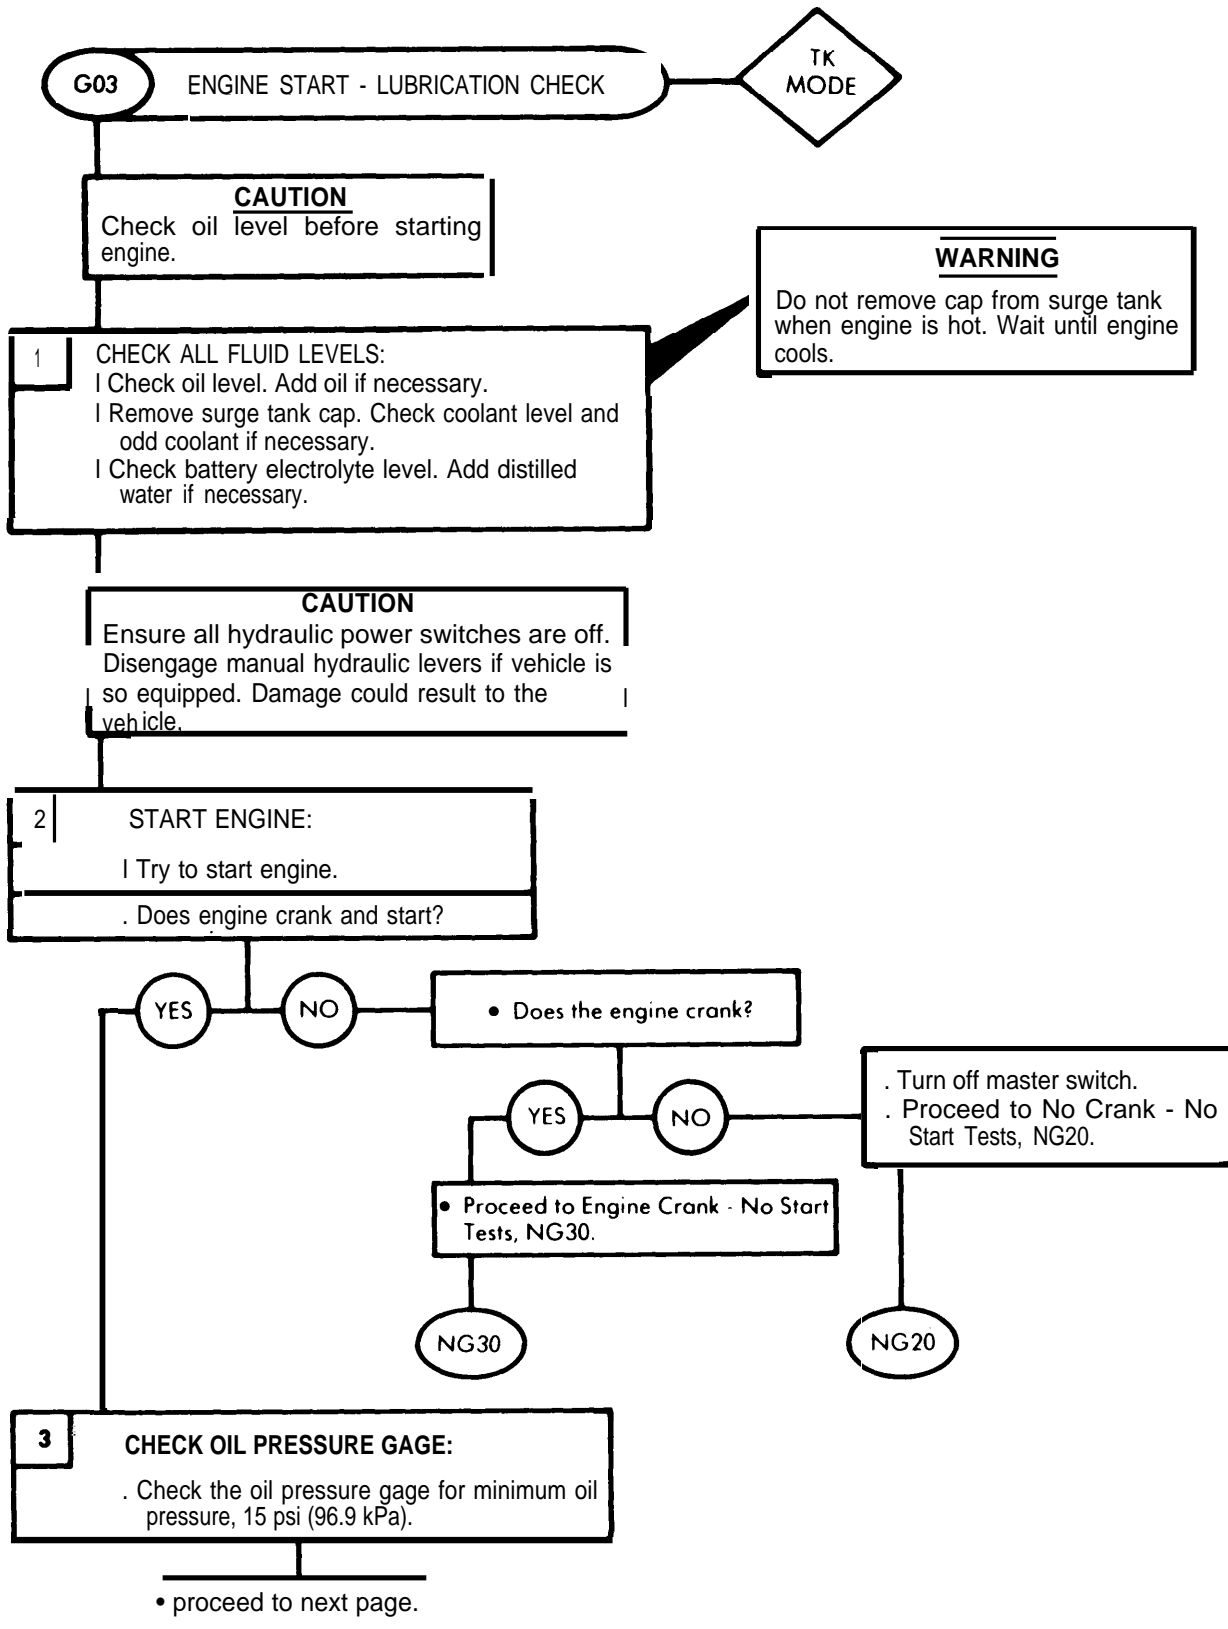 G03
ENGINE START - LUBRICATION CHECK
TK
MODE
CAUTION
Check oil level before starting
engine.
WARNING
Do not remove cap from surge tank
when engine is hot. Wait until engine
cools.
1
CHECK ALL FLUID LEVELS:
l Check oil level. Add oil if necessary.
l Remove surge tank cap. Check coolant level and
odd coolant if necessary.
l Check battery electrolyte level. Add distilled
water if necessary.
CAUTION
Ensure all hydraulic power switches are off.
Disengage manual hydraulic levers if vehicle is
so equipped. Damage could result to the
vehicle.
2
START ENGINE:
l Try to start engine.
. Does engine crank and start?
YES
NO
• Does the engine crank?
YES
NO
. Turn off master switch.
. Proceed to No Crank - No
Start Tests, NG20.
• Proceed to Engine Crank - No Start
Tests, NG30.
NG30
NG20
3
CHECK OIL PRESSURE GAGE:
. Check the oil pressure gage for minimum oil
pressure, 15 psi (96.9 kPa).
• proceed to next page.